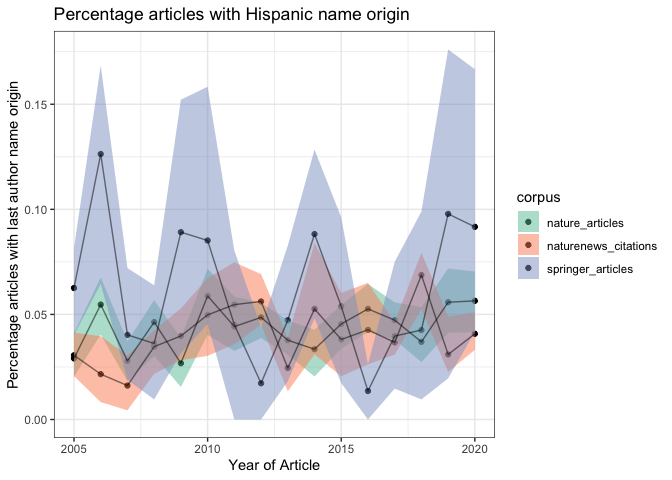 Percentage articles with Hispanic name origin
Percentage articles with last author name origin
0.15
0.10
0.05
0.00
2005
2010
2015
2020
Year of Article
corpus
nature_articles
naturenews_citations
springer_articles